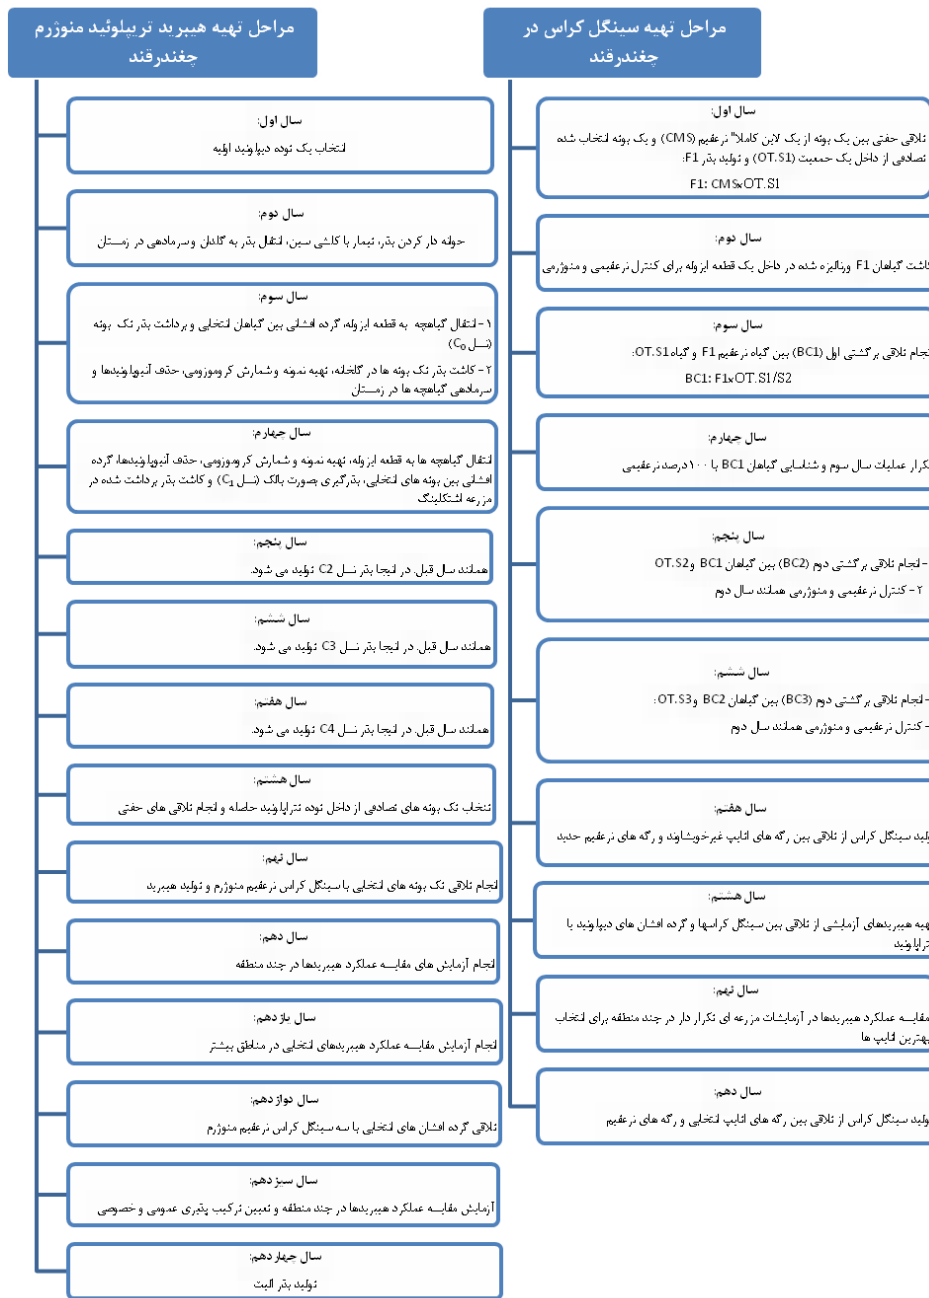 مراحل تهیه سینگل کراس در
چغندرقند
سال اول:
تلاقی جفتی بین یک بوته از یک لاین کاملا" نرعقیم (CMS) و یک بوته انتخاب شده
تصادفی از داخل یک جمعیت (OT.S1) و تولید بذر F1:
F1: CMSxOT.S1
سال دوم:
کاشت گیاهان F1 ورنالیزه شده در داخل یک قطعه ایزوله برای کنترل نرعقیمی و منوژرمی
سال سوم:
انجام تلاقی برگشتی اول (BC1) بین گیاه نرعقیم F1 و گیاه OT.S1:
BC1: F1xOT.S1/S2
سال چهارم:
تکرار عملیات سال سوم و شناسایی گیاهان BC1 با ۱۰۰درصد نرعقیمی
سال پنجم:
- انجام تلاقی برگشتی دوم (BC2) بین گیاهان BC1 و OT.S2
۲- کنترل نرعقیمی و منوژرمی همانند سال دوم
سال ششم:
- انجام تلاقی برگشتی دوم (BC3) بین گیاهان BC2 و OT.S3:
- کنترل نرعقیمی و منوژرمی همانند سال دوم
سال هفتم:
تولید سینگل کراس از تلاقی بین رگه های اتایپ غیرخویشاوند و رگه های نرعقیم جدید
سال هشتم:
تهیه هیبریدهای آزمایشی از تلاقی بین سینگل کراسها و گرده افشان های دیپلوئید یا
تتراپلوئید
سال نهم:
مقایسه عملکرد هیبریدها در آزمایشات مزرعه ای تکرار دار در چند منطقه برای انتخاب
بهترین اتایپ ها
سال دهم:
تولید سینگل کراس از تلاقی بین رگه های اتایپ انتخابی و رگه های نرعقیم
مراحل تهیه هیبرید تریپلوئید منوژرم
چغندرقند
سال اول:
انتخاب یک توده دیپلوئید اولیه
سال دوم:
جوانه دار کردن بذر، تیمار با کلشی سین، انتقال بذر به گلدان و سرمادهی در زمستان
سال سوم:
۱- انتقال گیاهچه به قطعه ایزوله، گرده افشانی بین گیاهان انتخابی و برداشت بذر تک بوته
(نسل C0)
۲- کاشت بذر تک بوته ها در گلخانه، تهیه نمونه و شمارش کروموزومی، حذف آنیوپلوئیدها و
سرمادهی گیاهچه ها در زمستان
سال چهارم:
انتقال گیاهچه ها به قطعه ایزوله، تهیه نمونه و شمارش کروموزومی، حذف آنیوپلوئیدها، گرده
افشانی بین بوته های انتخابی، بذرگیری بصورت بالک (نسل C1) و کاشت بذر برداشت شده در
مزرعه اشتکلینگ
سال پنجم:
همانند سال قبل. در اینجا بذر نسل C2 تولید می شود.
سال ششم:
همانند سال قبل. در اینجا بذر نسل C3 تولید می شود.
سال هفتم:
همانند سال قبل. در اینجا بذر نسل C4 تولید می شود.
سال هشتم:
انتخاب تک بوته های تصادفی از داخل توده تتراپلوئید حاصله و انجام تلاقی های جفتی
سال نهم:
انجام تلاقی تک بوته های انتخابی با سینگل کراس نرعقیم منوژرم و تولید هیبرید
سال دهم:
انجام آزمایش های مقایسه عملکرد هیبریدها در چند منطقه
سال یازدهم:
انجام آزمایش مقایسه عملکرد هیبریدهای انتخابی در مناطق بیشتر
سال دوازدهم:
تلاقی گرده افشان های انتخابی با سه سینگل کراس نرعقیم منوژرم
سال سیزدهم:
آزمایش مقایسه عملکرد هیبریدها در چند منطقه و تعیین ترکیب پذیری عمومی و خصوصی
سال چهاردهم:
تولید بذر الیت